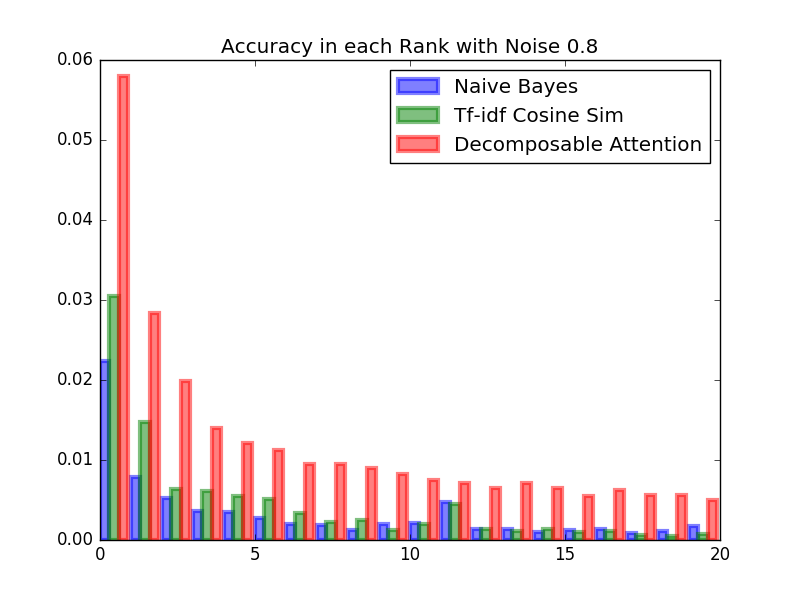 Accuracy in each Rank with Noise 0.8
0.06
0.05
0.04
0.03
0.02
0.01
0.00
0 5 10 15 20
Naive Bayes
Tf-idf Cosine Sim
Decomposable Attention